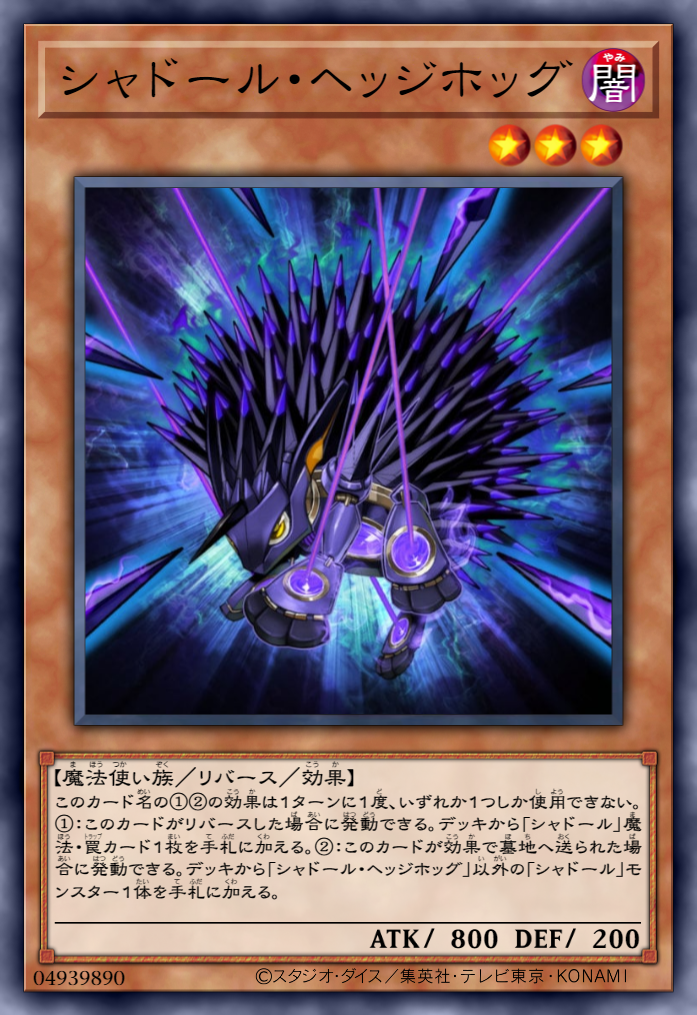 シャドール・ヘッジホッグ
やみ
闇
【魔法使い族／リバース／効果】
このカード名の①②の効果は１ターンに１度、いずれか１つしか使用できない。
①：このカードがリバースした場合に発動できる。デッキから「シャドール」魔
法・罠カード１枚を手札に加える。②：このカードが効果で墓地へ送られた場
合に発動できる。デッキから「シャドール・ヘッジホッグ」以外の「シャドール」モ
ンスター１体を手札に加える。
ATK/ 800 DEF/ 200
04939890 ©スタジオ・ダイス／集英社・テレビ東京・KONAMI